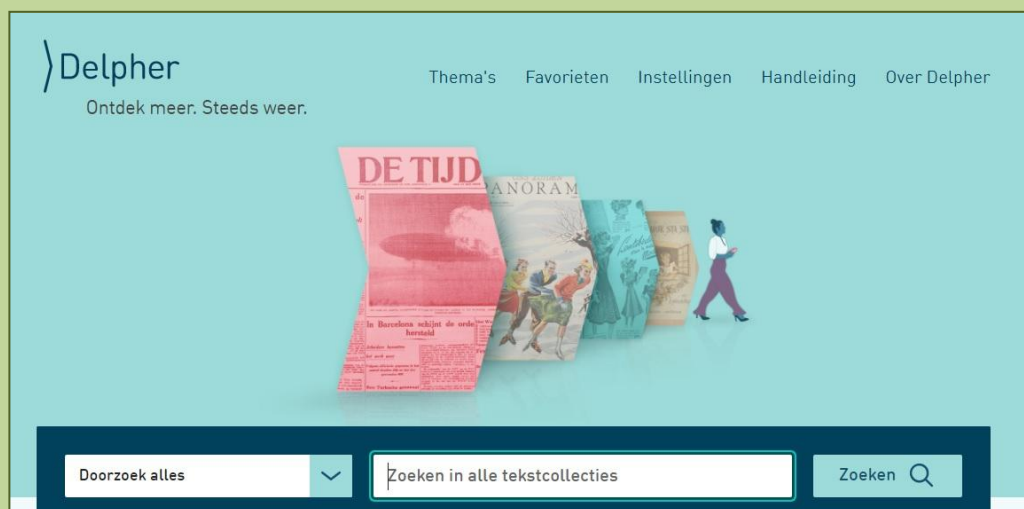 Delpher
Ontdek meer. Steeds weer.
Thema's Favorieten Instellingen Handleiding Over Delpher
DE TIJD
PANORAM
In Barcelona schijnt de orde
hersteld
Doorzoek alles
Zoeken in alle tekstcollecties
Zoeken